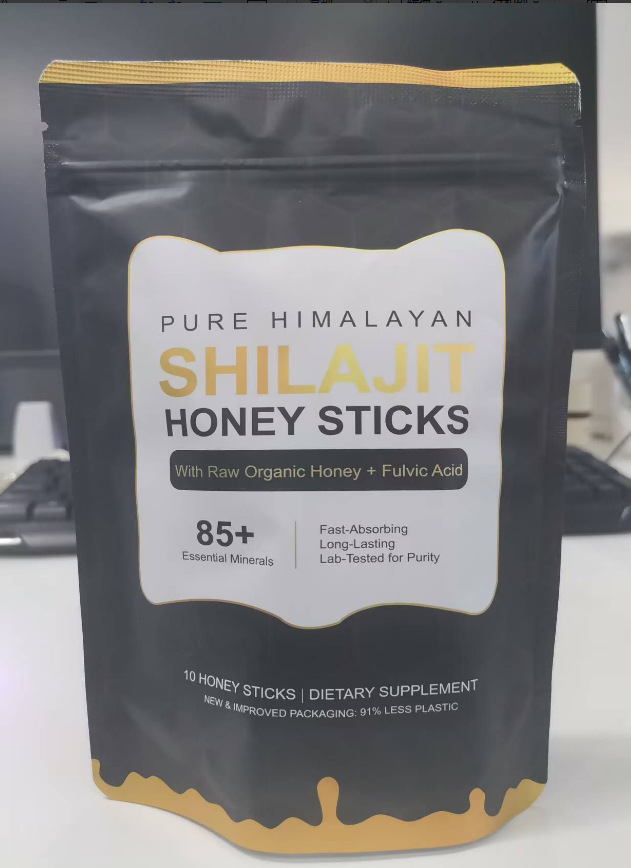 PURE HIMALAYAN
SHILAJIT
HONEY STICKS
With Raw Organic Honey + Fulvic Acid
85+
Essential Minerals
Fast-Absorbing
Long-Lasting
Lab-Tested for Purity
10 HONEY STICKS | DIETARY SUPPLEMENT
NEW & IMPROVED PACKAGING: 91% LESS PLASTIC